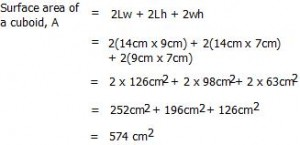 Surface area of a cuboid, A = 2Lw + 2Lh + 2wh
= 2(14cm x 9cm) + 2(14cm x 7cm)
+ 2(9cm x 7cm)
= 2 x 126cm² + 2 x 98cm² + 2 x 63cm²
= 252cm² + 196cm² + 126cm²
= 574 cm²